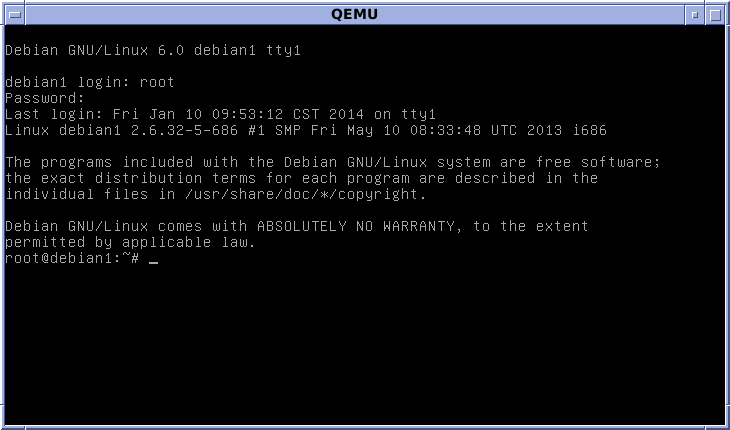 QEMU
Debian GNU/Linux 6.0 debian1 tty1
debian1 login: root
Password:
Last login: Fri Jan 10 09:53:12 CST 2014 on tty1
Linux debian1 2.6.32-5-686 #1 SMP Fri May 10 08:33:48 UTC 2013 i686
The programs included with the Debian GNU/Linux system are free software;
the exact distribution terms for each program are described in the
individual files in /usr/share/doc/*/copyright.
Debian GNU/Linux comes with ABSOLUTELY NO WARRANTY, to the extent
permitted by applicable law.
root@debian1:~# _